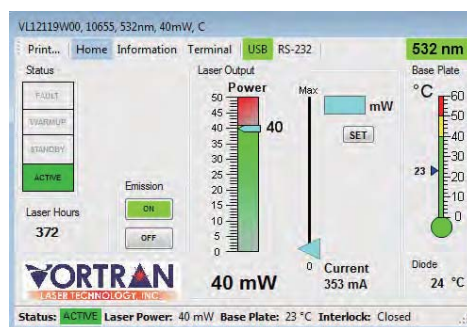 VL12119W00, 10655, 532nm, 40mW, C
Print... Home Information Terminal USB RS-232 532 nm
Status Laser Output Base Plate
FAULT
WARMUP
STANDBY
ACTIVE
Laser Hours
372
Emission
ON
OFF
Power
50
45
40
35
30
25
20
15
10
5
0
40
40 mW
Max
0
mW
SET
Current
353 mA
°C
60
50
40
30
20
10
0
23
Diode
24 °C
VORTRAN
LASER TECHNOLOGY, INC.
Status: ACTIVE Laser Power: 40 mW Base Plate: 23 °C Interlock: Closed